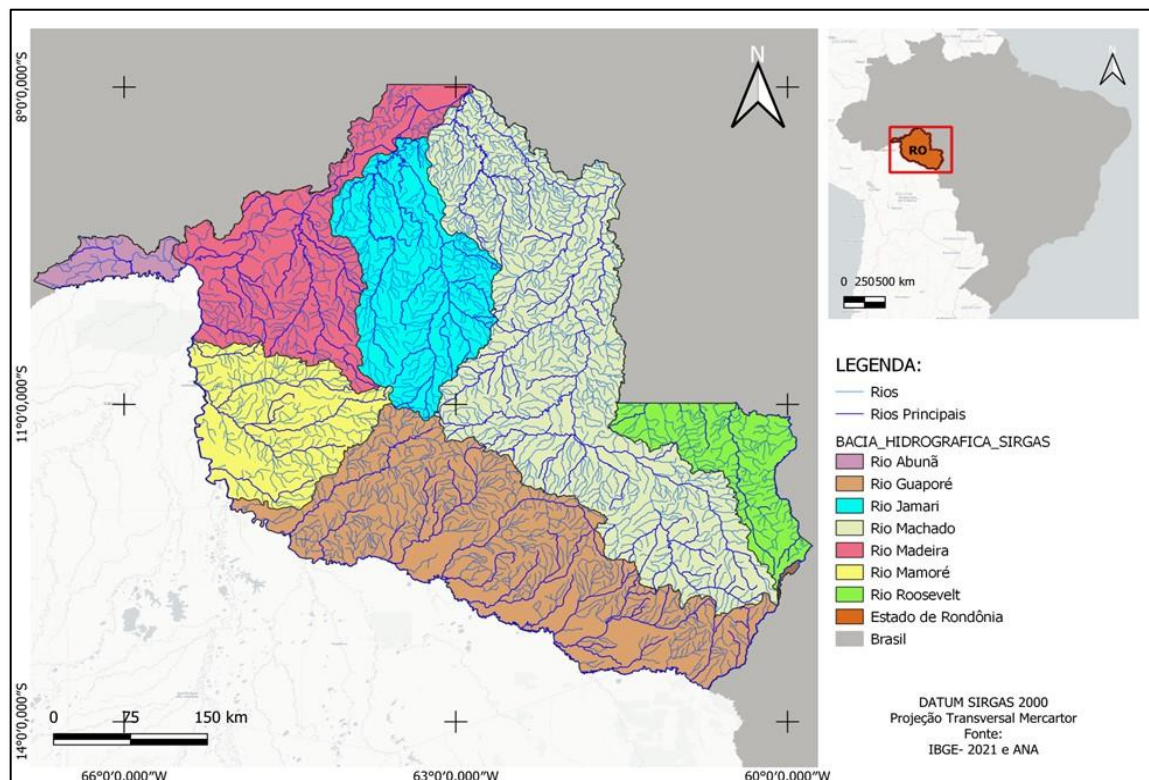 N
N
RO
0 250500 km
8°0′0,000″S
11°0′0,000″S
14°0′0,000″S
66°0′0,000″W
63°0′0,000″W
60°0′0,000″W
0 75 150 km
LEGENDA:
Rios
Rios Principais
BACIA_HIDROGRAFICA_SIRGAS
Rio Abunã
Rio Guaporé
Rio Jamari
Rio Machado
Rio Madeira
Rio Mamoré
Rio Roosevelt
Estado de Rondônia
Brasil
DATUM SIRGAS 2000
Projeção Transversal Mercartor
Fonte:
IBGE- 2021 e ANA